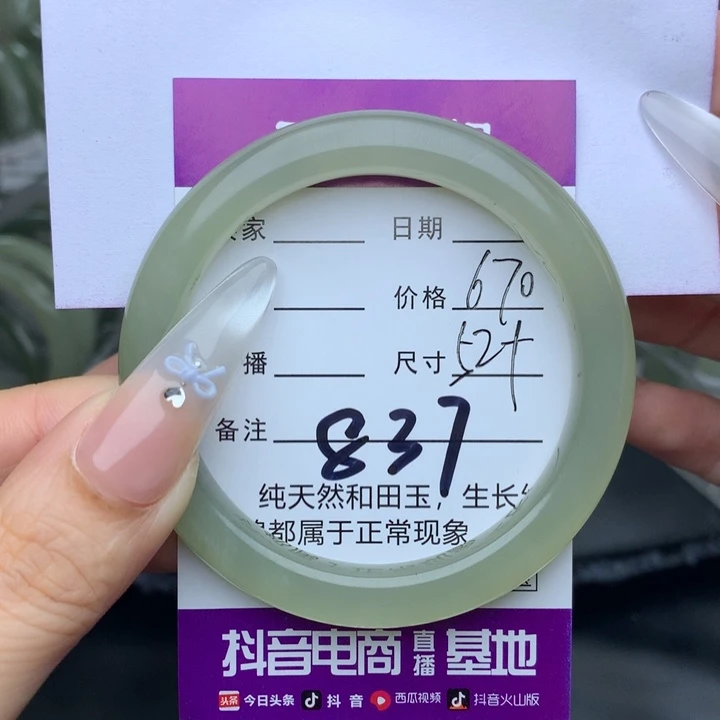 家 日期
价格 670
播 尺寸 52+
备注 837
纯天然和田玉，生长
都属于正常现象
抖音电商 直播 基地
头条 今日头条 抖音 西瓜视频 抖音火山版